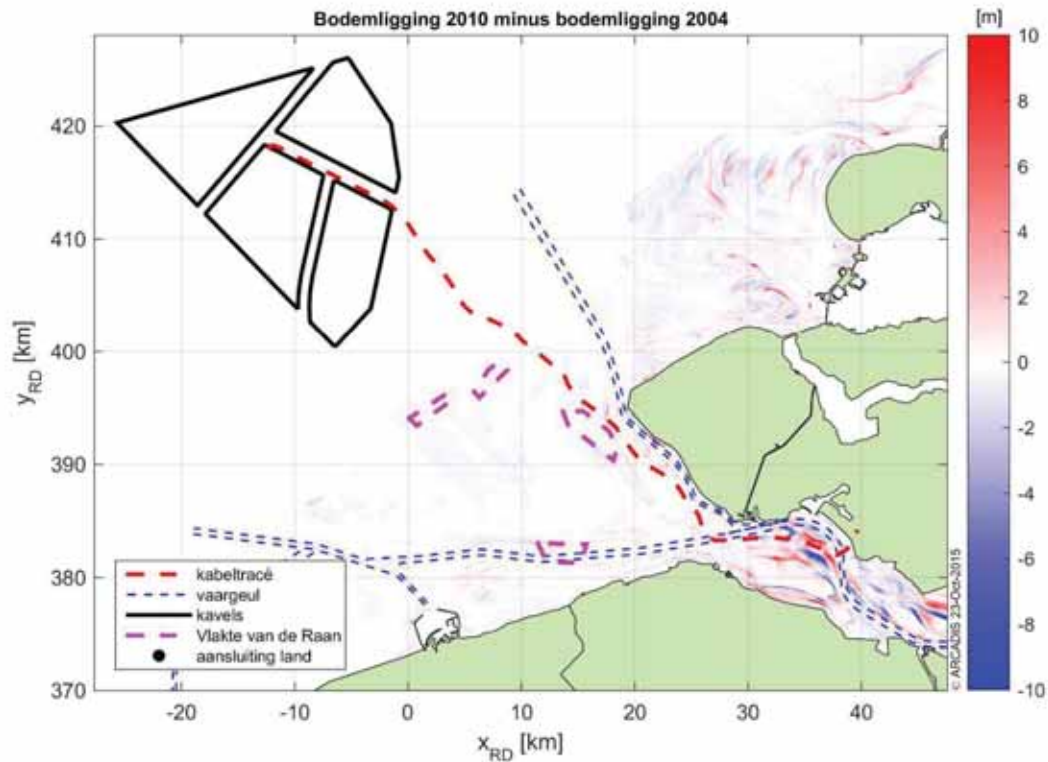 Bodemligging 2010 minus bodemligging 2004
[m]
10
8
6
4
2
0
-2
-4
-6
-8
-10
y_RD [km]
420
410
400
390
380
370
kabeltracé
vaargeul
kavels
Vlakte van de Raan
aansluiting land
-20
-10
0
10
20
30
40
x_RD [km]
© ARCADIS 23-Oct-2015